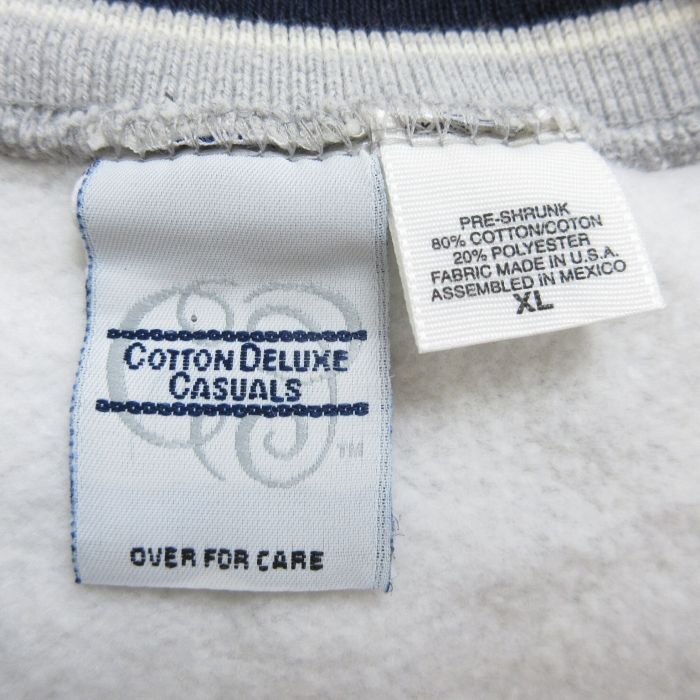 COTTON DELUXE
CASUALS
TM
OVER FOR CARE
PRE-SHRUNK
80% COTTON/COTON
20% POLYESTER
FABRIC MADE IN U.S.A.
ASSEMBLED IN MEXICO
XL